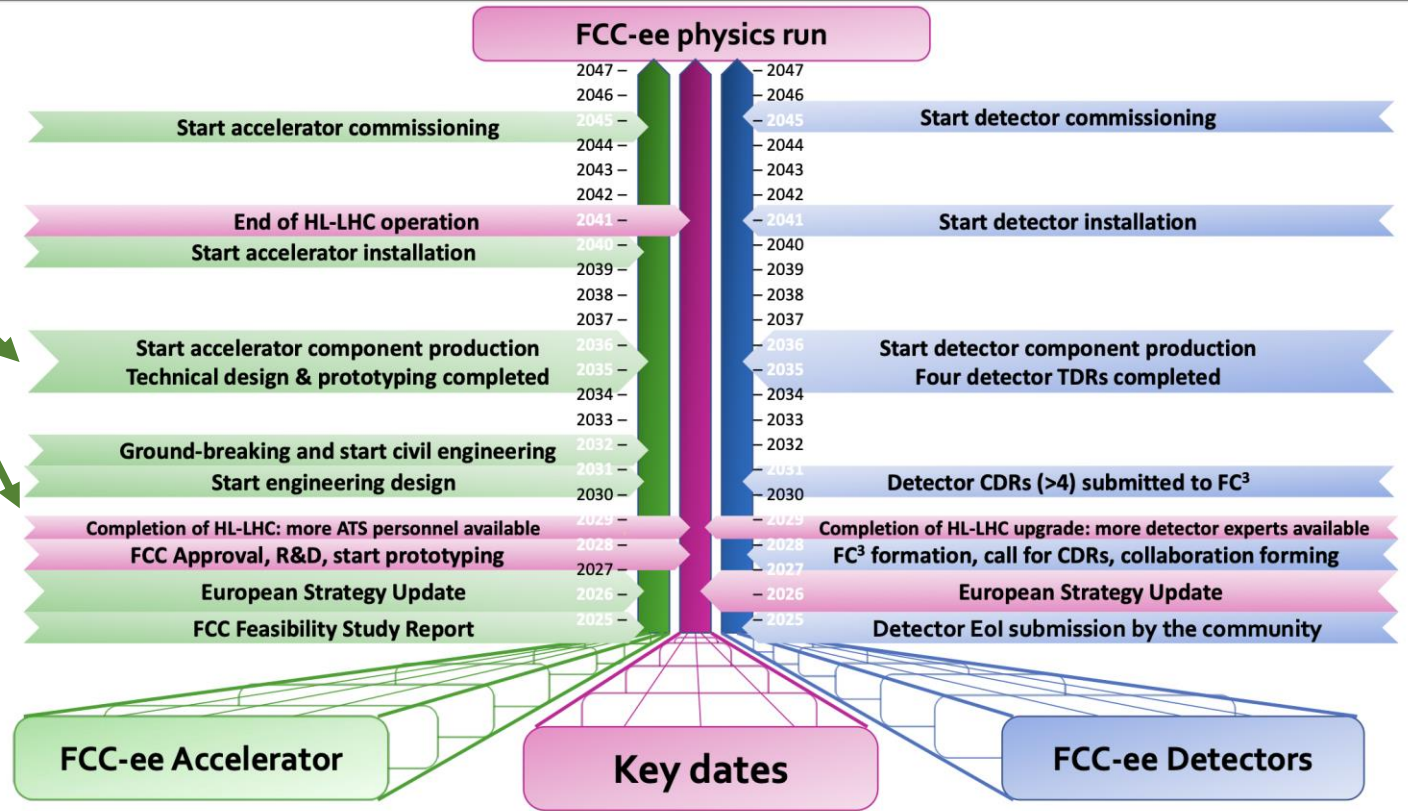 FCC-ee physics run
2047 –
2046 –
2045 –
2044 –
2043 –
2042 –
2041 –
2040 –
2039 –
2038 –
2037 –
2036 –
2035 –
2034 –
2033 –
2032 –
2031 –
2030 –
2029 –
2028 –
2027 –
2026 –
2025 –
– 2047
– 2046
– 2045
– 2044
– 2043
– 2042
– 2041
– 2040
– 2039
– 2038
– 2037
– 2036
– 2035
– 2034
– 2033
– 2032
– 2031
– 2030
– 2029
– 2028
– 2027
– 2026
– 2025
Start accelerator commissioning
End of HL-LHC operation
Start accelerator installation
Start accelerator component production
Technical design & prototyping completed
Ground-breaking and start civil engineering
Start engineering design
Completion of HL-LHC: more ATS personnel available
FCC Approval, R&D, start prototyping
European Strategy Update
FCC Feasibility Study Report
Start detector commissioning
Start detector installation
Start detector component production
Four detector TDRs completed
Detector CDRs (>4) submitted to FC³
Completion of HL-LHC upgrade: more detector experts available
FC³ formation, call for CDRs, collaboration forming
European Strategy Update
Detector EoI submission by the community
FCC-ee Accelerator
Key dates
FCC-ee Detectors